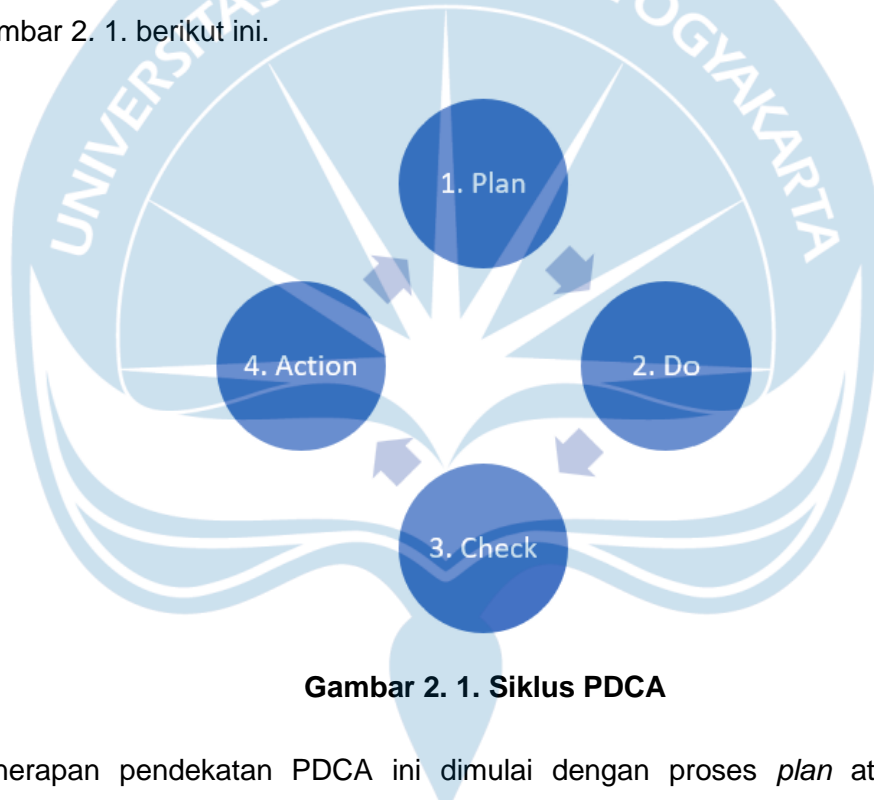 mbar 2. 1. berikut ini.
UNIVERSITAS
YOGYAKARTA
1. Plan
4. Action
2. Do
3. Check
Gambar 2. 1. Siklus PDCA
nerapan pendekatan PDCA ini dimulai dengan proses plan at